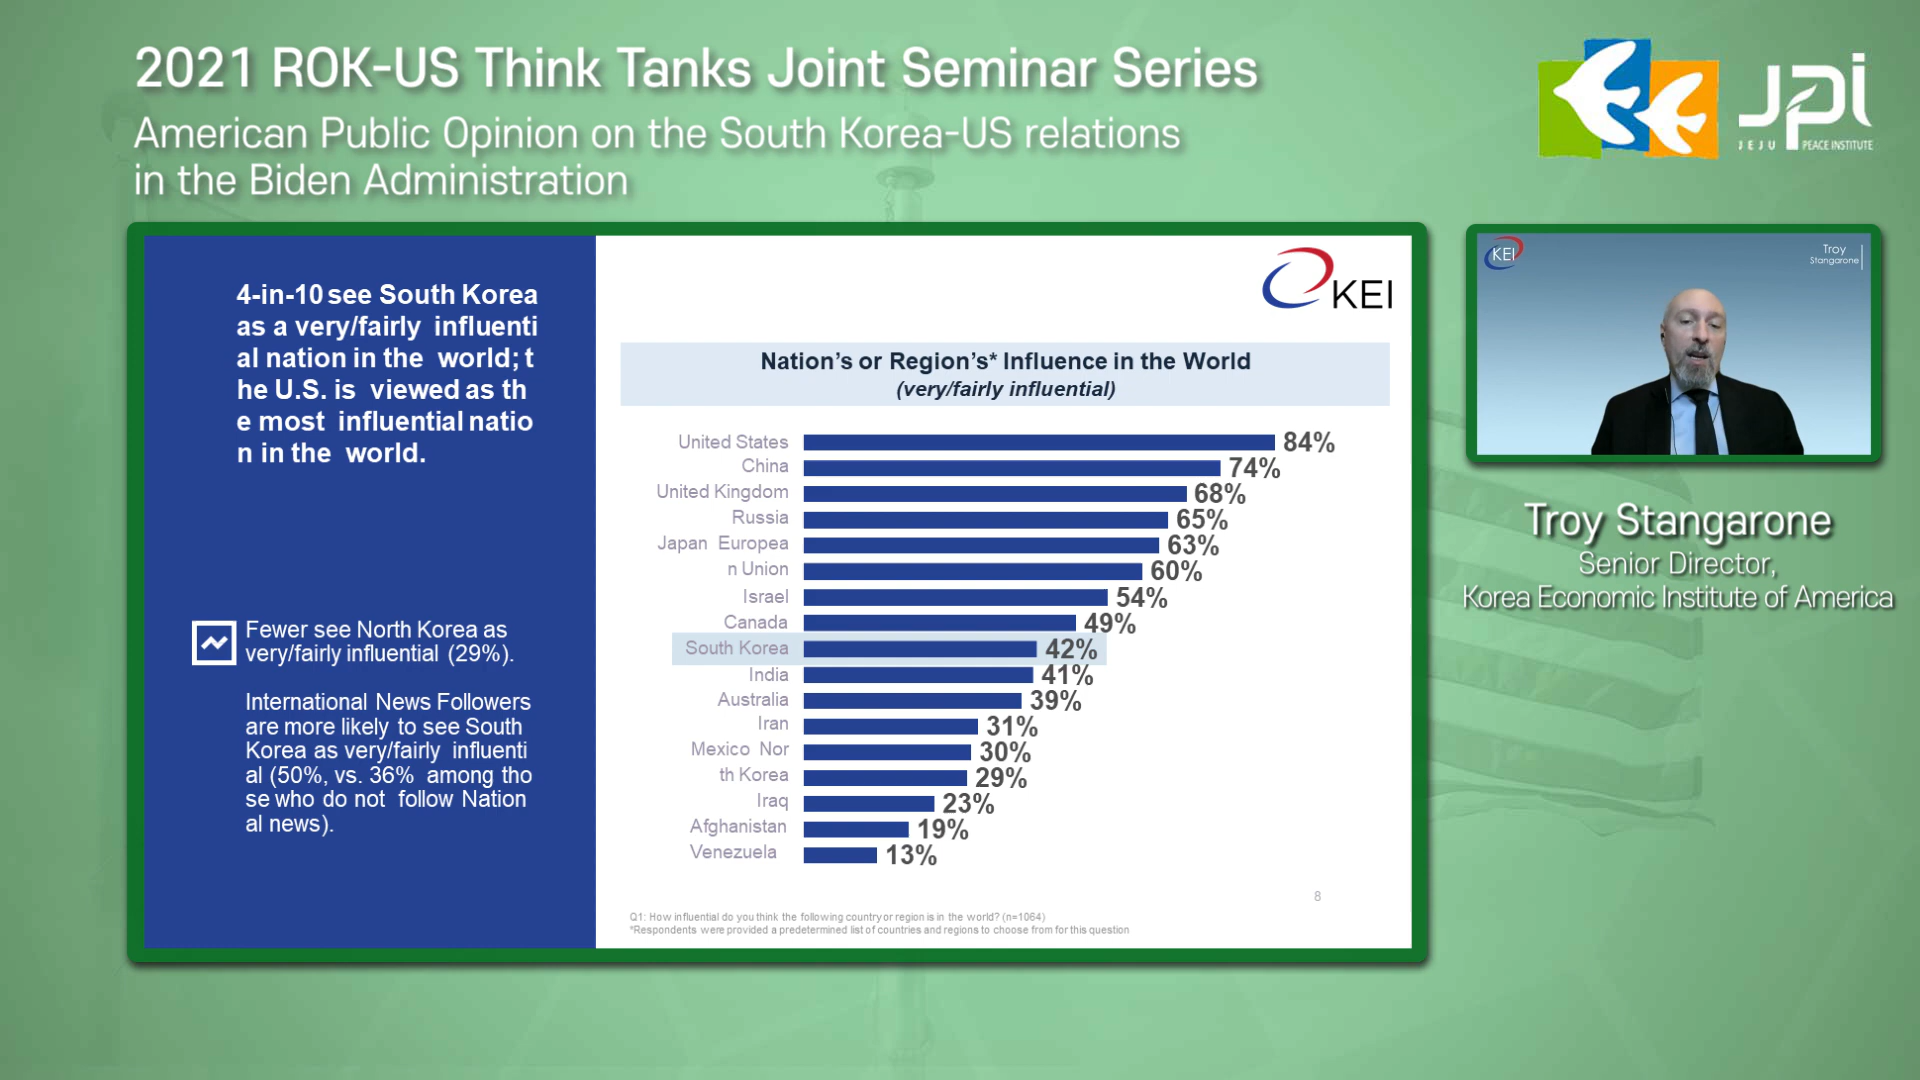 2021 ROK-US Think Tanks Joint Seminar Series
American Public Opinion on the South Korea-US relations
in the Biden Administration
JPI
JEJU PEACE INSTITUTE
4-in-10 see South Korea
as a very/fairly influenti
al nation in the world; t
he U.S. is viewed as th
e most influential natio
n in the world.
Fewer see North Korea as
very/fairly influential (29%).
International News Followers
are more likely to see South
Korea as very/fairly influenti
al (50%, vs. 36% among tho
se who do not follow Nation
al news).
KEI
Nation's or Region's* Influence in the World
(very/fairly influential)
United States 84%
China 74%
United Kingdom 68%
Russia 65%
Japan Europea 63%
n Union 60%
Israel 54%
Canada 49%
South Korea 42%
India 41%
Australia 39%
Iran 31%
Mexico Nor 30%
th Korea 29%
Iraq 23%
Afghanistan 19%
Venezuela 13%
8
Q1: How influential do you think the following country or region is in the world? (n=1064)
*Respondents were provided a predetermined list of countries and regions to choose from for this question
KEI
Troy
Stangarone
Troy Stangarone
Senior Director,
Korea Economic Institute of America